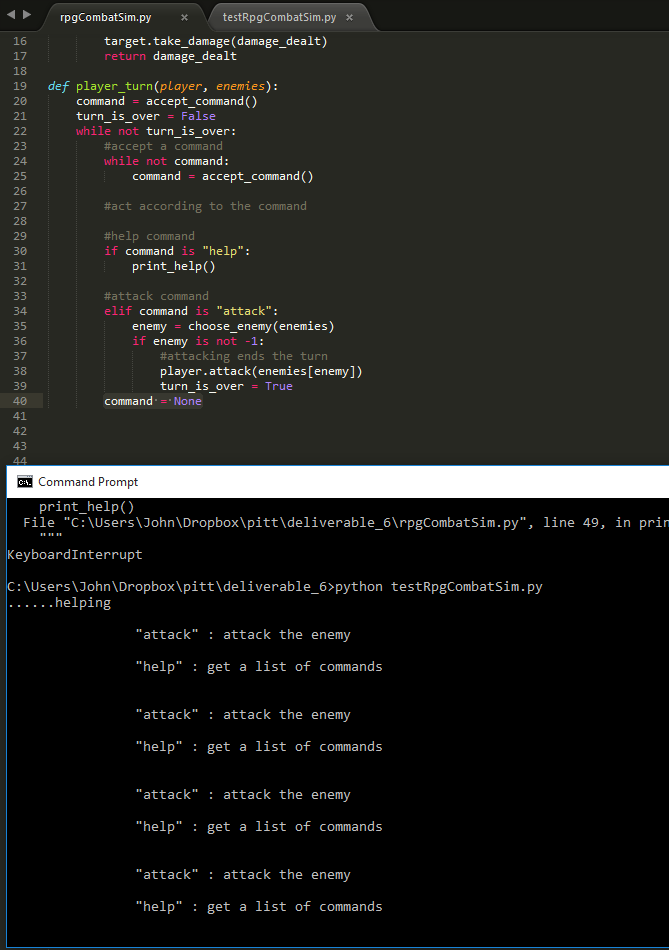 rpgCombatSim.py × testRpgCombatSim.py ×
16 target.take_damage(damage_dealt)
17 return damage_dealt
18
19 def player_turn(player, enemies):
20 command = accept_command()
21 turn_is_over = False
22 while not turn_is_over:
23 #accept a command
24 while not command:
25 command = accept_command()
26
27 #act according to the command
28
29 #help command
30 if command is "help":
31 print_help()
32
33 #attack command
34 elif command is "attack":
35 enemy = choose_enemy(enemies)
36 if enemy is not -1:
37 #attacking ends the turn
38 player.attack(enemies[enemy])
39 turn_is_over = True
40 command = None
41
42
43
44
C:\. Command Prompt
print_help()
File "C:\Users\John\Dropbox\pitt\deliverable_6\rpgCombatSim.py", line 49, in prin
"""
KeyboardInterrupt
C:\Users\John\Dropbox\pitt\deliverable_6>python testRpgCombatSim.py
......helping
"attack" : attack the enemy
"help" : get a list of commands
"attack" : attack the enemy
"help" : get a list of commands
"attack" : attack the enemy
"help" : get a list of commands
"attack" : attack the enemy
"help" : get a list of commands